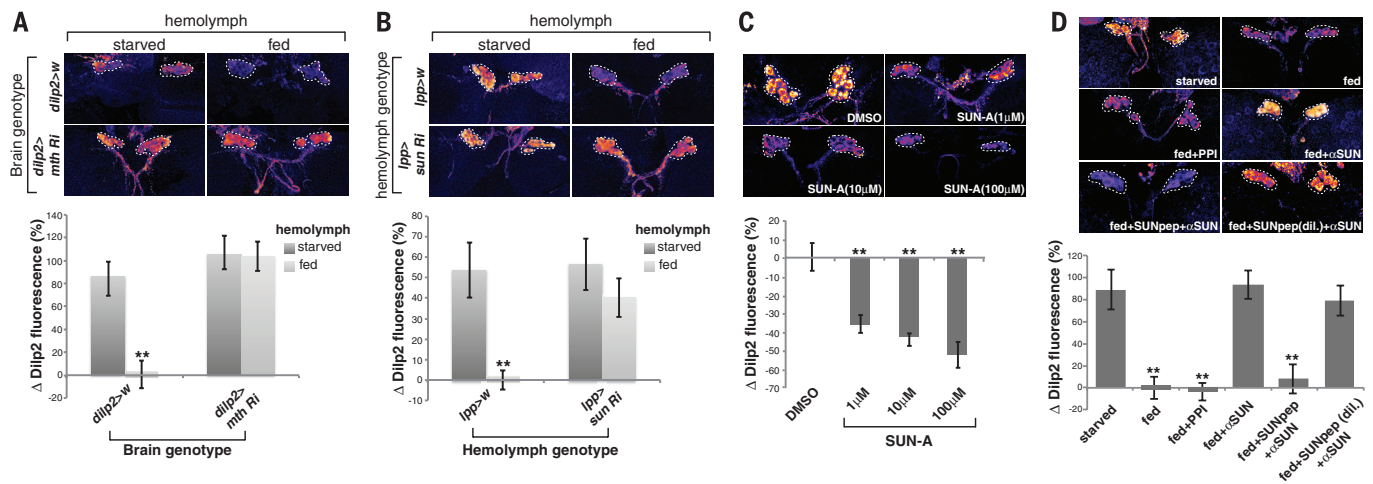 A
hemolymph
starved
fed
Brain genotype
dilp2>w
dilp2>
mth Ri
Δ Dilp2 fluorescence (%)
140
120
100
80
60
40
20
0
-20
hemolymph
starved
fed
**
dilp2>w
dilp2>
mth Ri
Brain genotype
B
hemolymph
starved
fed
hemolymph genotype
lpp>w
lpp>
sun Ri
Δ Dilp2 fluorescence (%)
80
70
60
50
40
30
20
10
0
-10
hemolymph
starved
fed
**
lpp>w
lpp>
sun Ri
Hemolymph genotype
C
DMSO
SUN-A(1μM)
SUN-A(10μM)
SUN-A(100μM)
Δ Dilp2 fluorescence (%)
20
10
0
-10
-20
-30
-40
-50
-60
-70
** ** **
DMSO
1μM
10μM
100μM
SUN-A
D
starved
fed
fed+PPI
fed+αSUN
fed+SUNpep+αSUN
fed+SUNpep(dil.)+αSUN
Δ Dilp2 fluorescence (%)
120
100
80
60
40
20
0
-20
** ** **
starved
fed
fed+PPI
fed+αSUN
fed+SUNpep
+αSUN
fed+SUNpep (dil.)
+αSUN